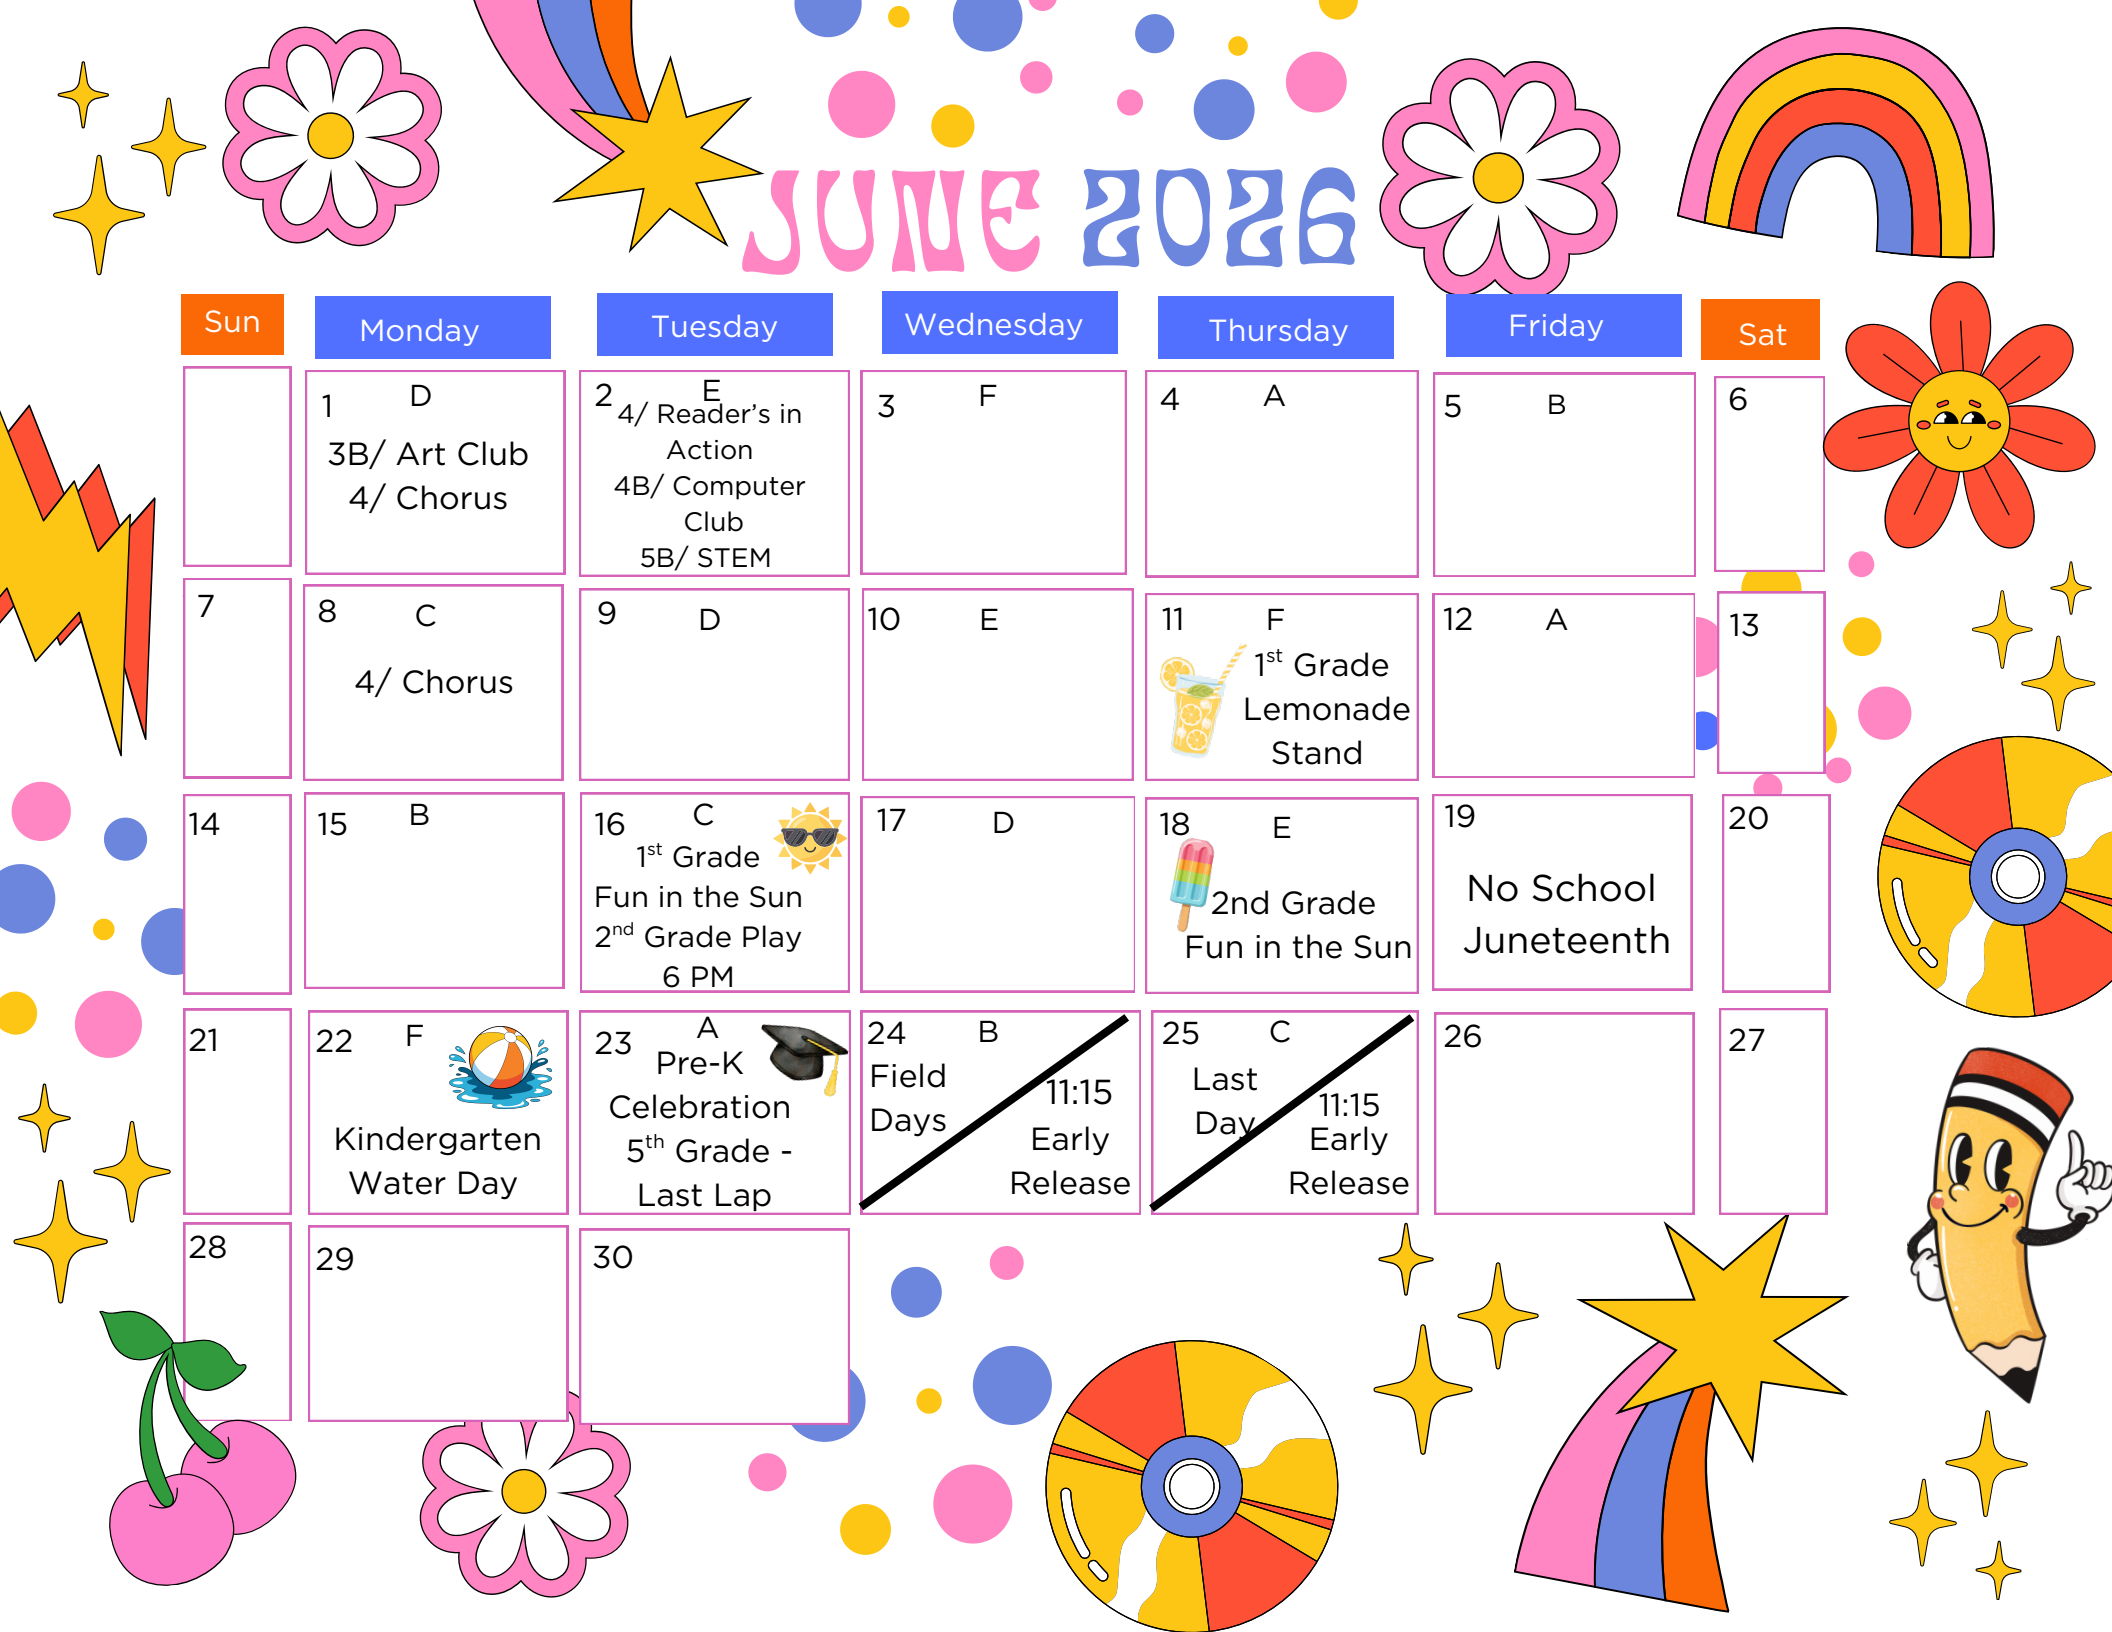 JUNE 2026
Sun Monday Tuesday Wednesday Thursday Friday Sat
1 D
3B/ Art Club
4/ Chorus
2 E
4/ Reader's in
Action
4B/ Computer
Club
5B/ STEM
3 F
4 A
5 B
6
7
8 C
4/ Chorus
9 D
10 E
11 F
1st Grade
Lemonade
Stand
12 A
13
14
15 B
16 C
1st Grade
Fun in the Sun
2nd Grade Play
6 PM
17 D
18 E
2nd Grade
Fun in the Sun
19
No School
Juneteenth
20
21
22 F
Kindergarten
Water Day
23 A
Pre-K
Celebration
5th Grade -
Last Lap
24 B
Field
Days
11:15
Early
Release
25 C
Last
Day
11:15
Early
Release
26
27
28
29
30